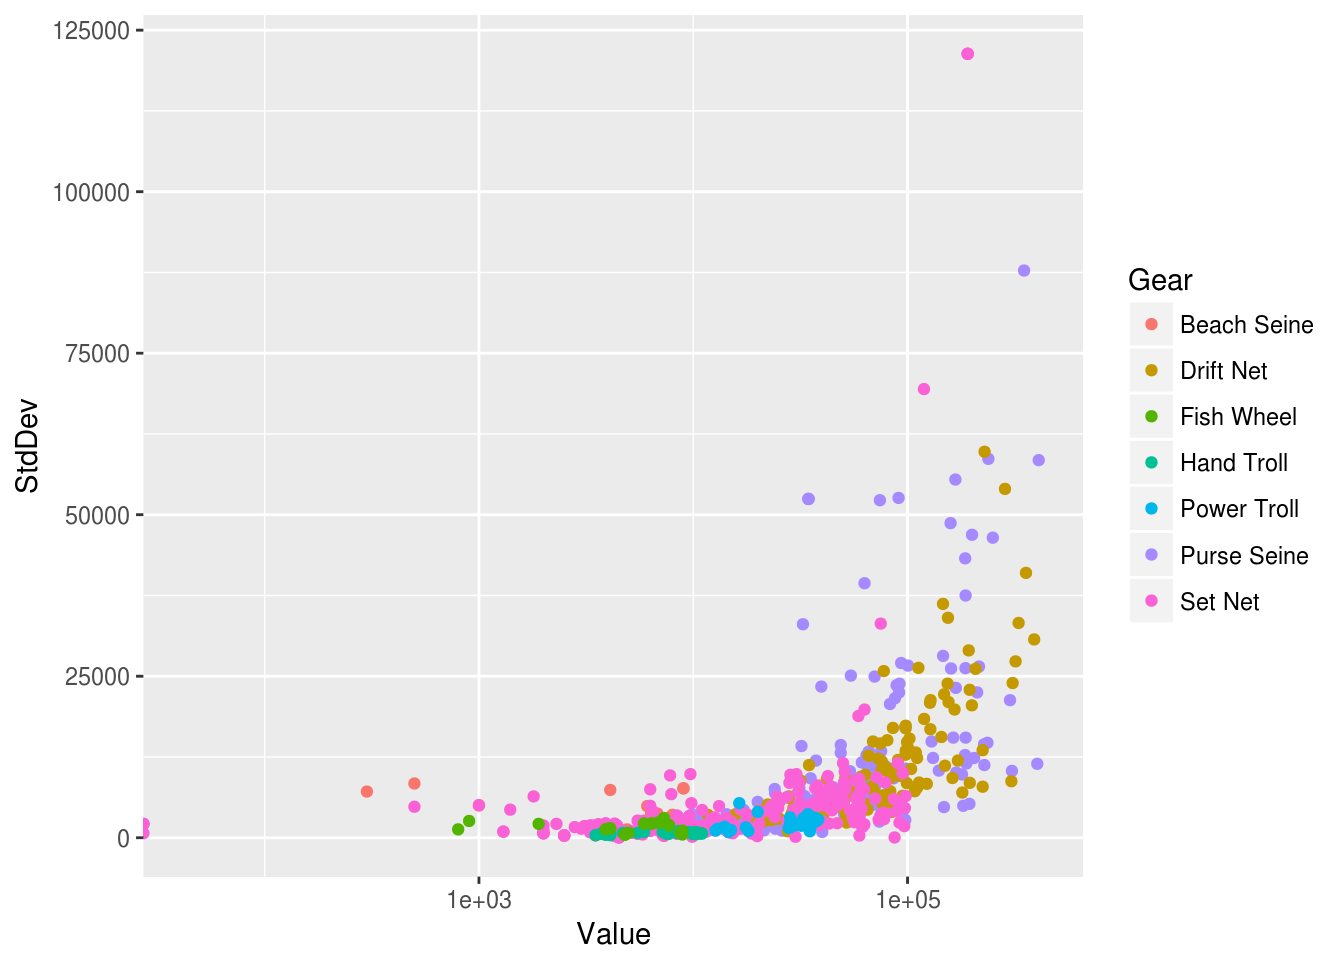 125000
100000
75000
50000
25000
0
StdDev
1e+03
1e+05
Value
Gear
Beach Seine
Drift Net
Fish Wheel
Hand Troll
Power Troll
Purse Seine
Set Net